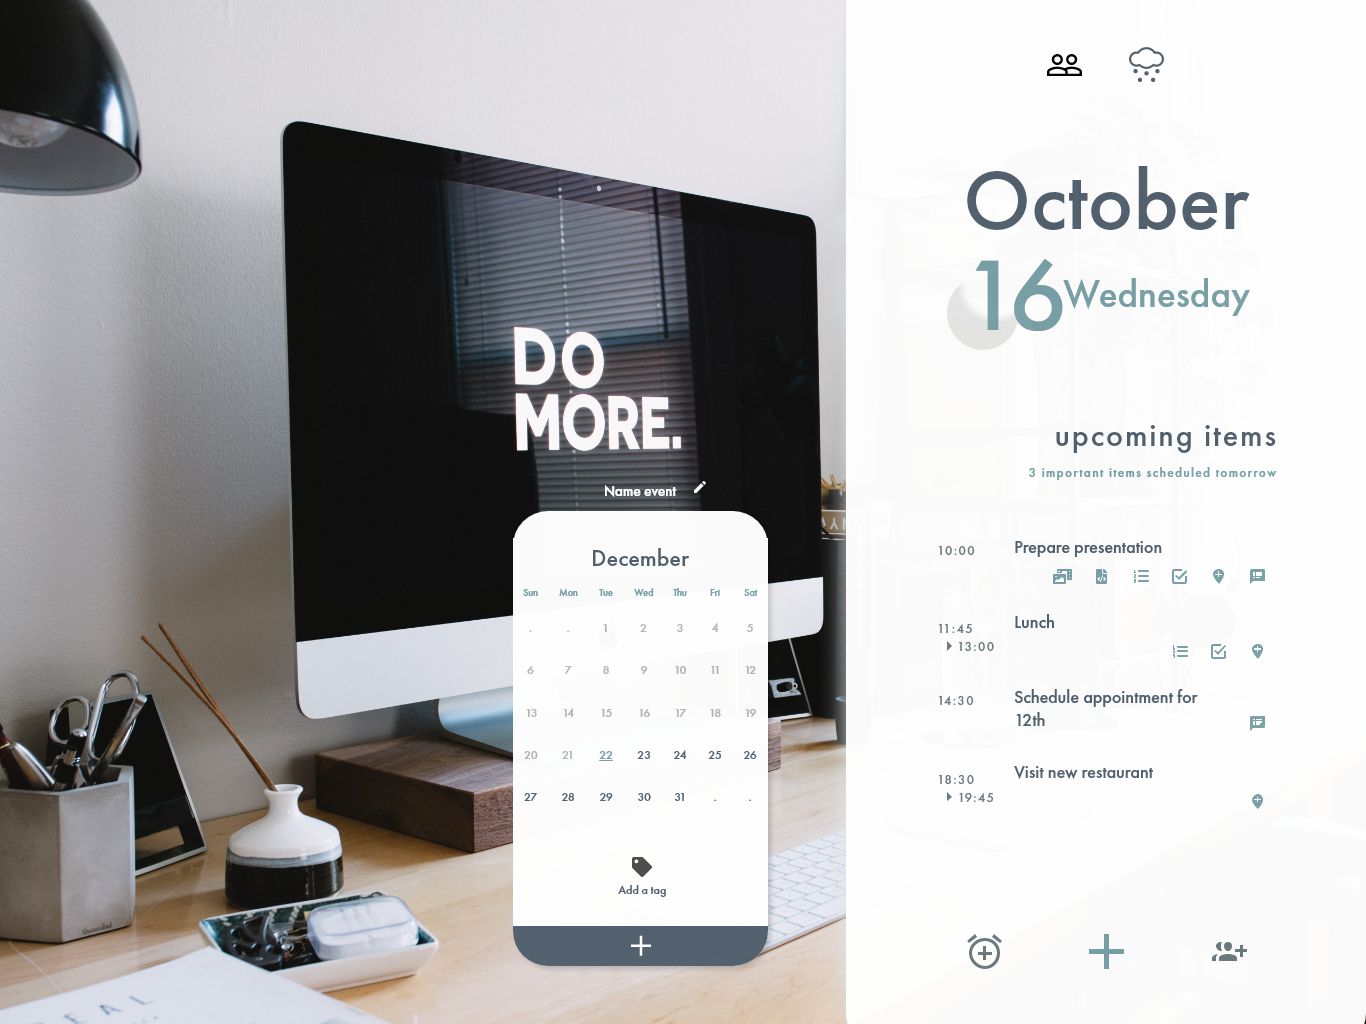 October
16 Wednesday
upcoming items
3 important items scheduled tomorrow
10:00 Prepare presentation
11:45 Lunch
13:00
14:30 Schedule appointment for
12th
18:30 Visit new restaurant
19:45
DO
MORE.
Name event
December
Sun Mon Tue Wed Thu Fri Sat
. . 1 2 3 4 5
6 7 8 9 10 11 12
13 14 15 16 17 18 19
20 21 22 23 24 25 26
27 28 29 30 31 . .
Add a tag
EAL